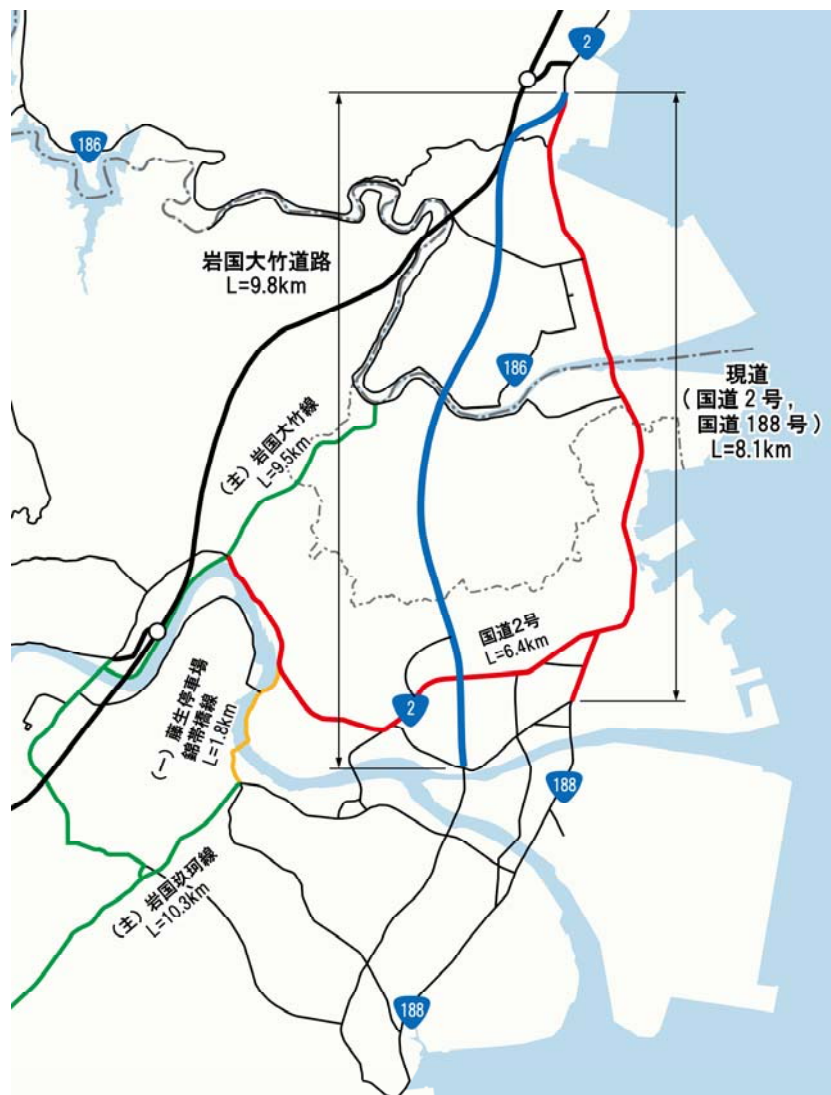 2
186
岩国大竹道路
L=9.8km
186
現道
(国道2号,
国道188号)
L=8.1km
(主)岩国大竹線
L=9.5km
国道2号
L=6.4km
2
(一)藤生停車場
錦帯橋線
L=1.8km
188
(主)岩国玖珂線
L=10.3km
188